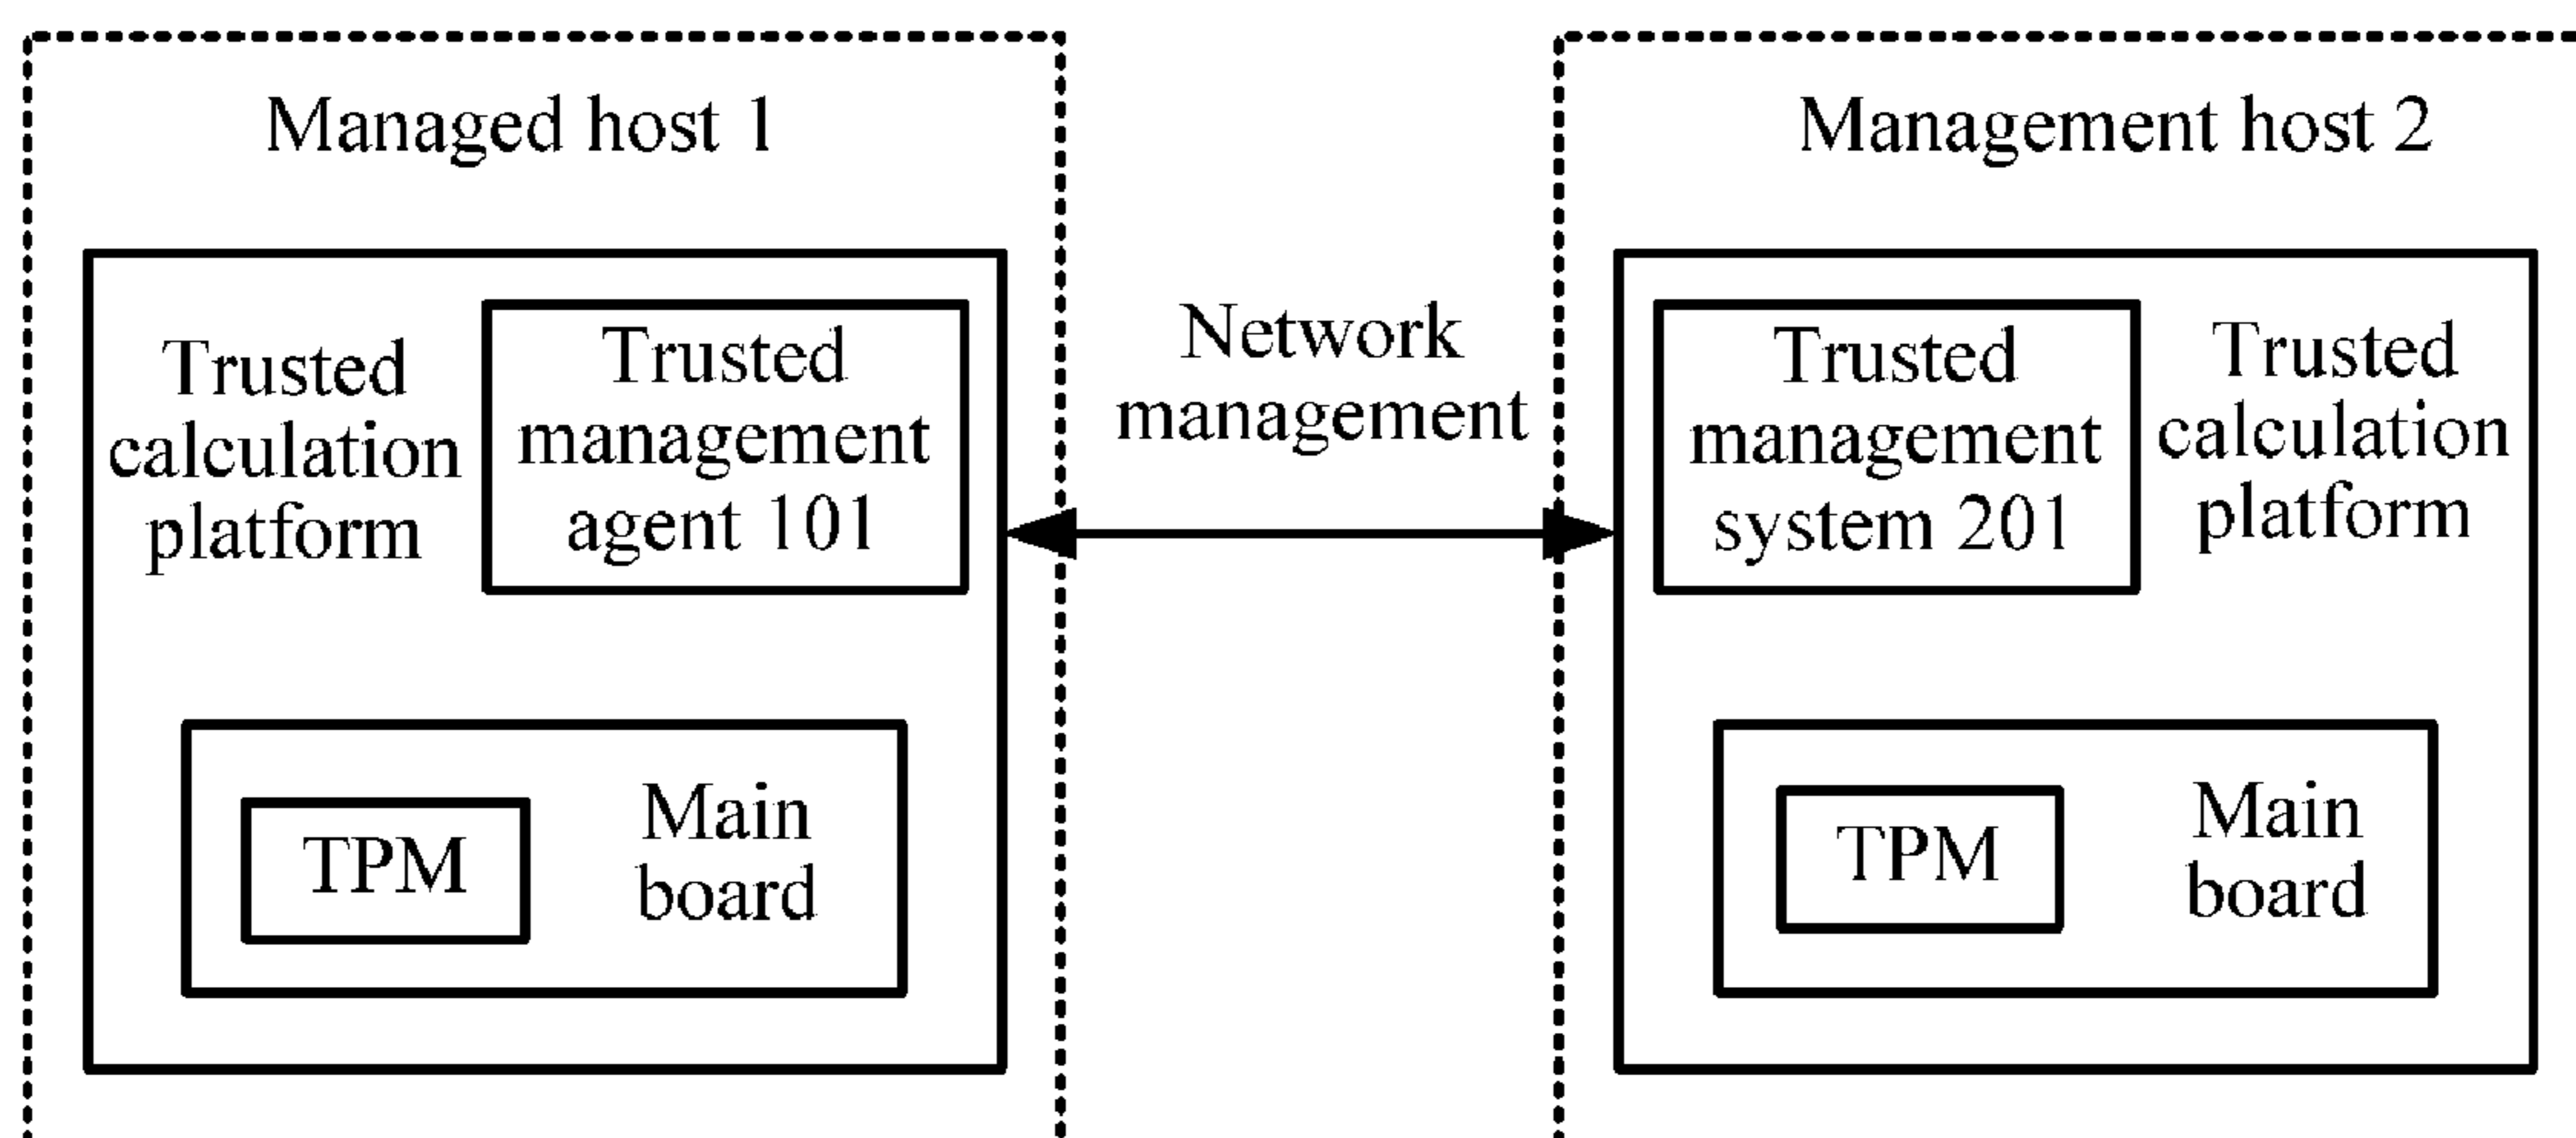 Managed host 1
Trusted
calculation
platform
Trusted
management
agent 101
TPM
Main
board
Network
management
Management host 2
Trusted
management
system 201
Trusted
calculation
platform
TPM
Main
board